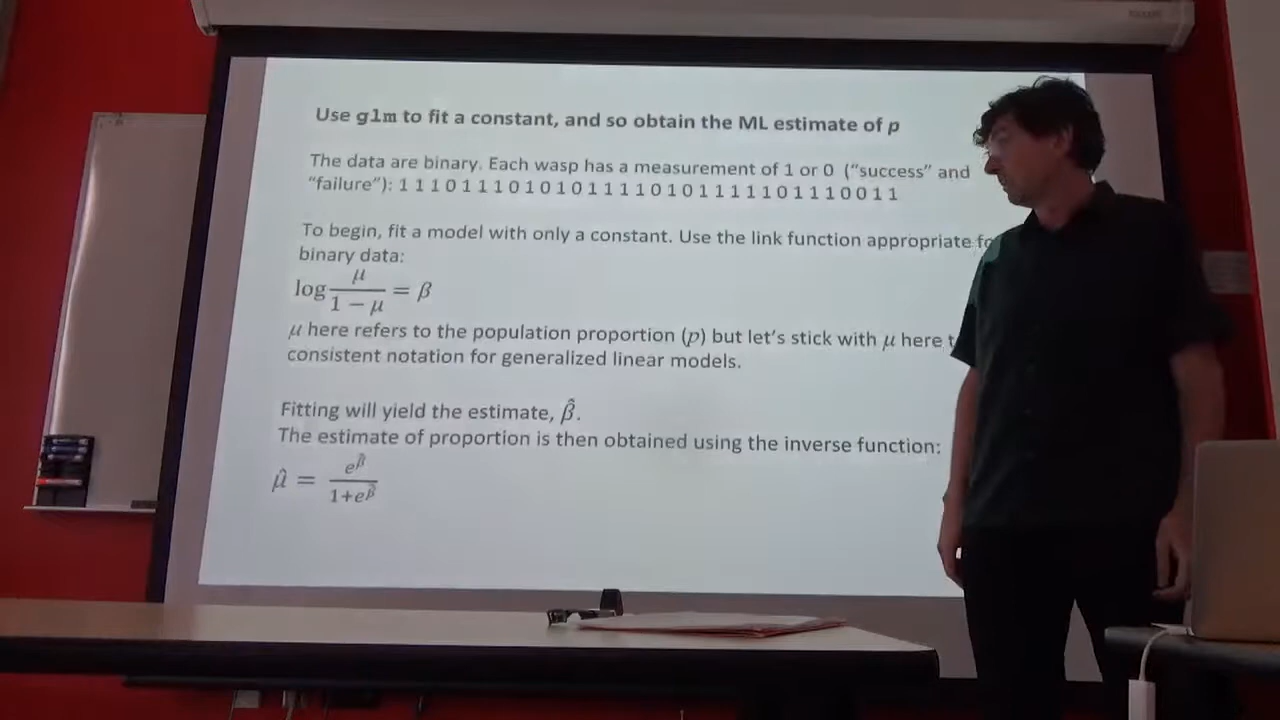 Use glm to fit a constant, and so obtain the ML estimate of p
The data are binary. Each wasp has a measurement of 1 or 0 (“success” and
“failure”): 1 1 1 0 1 1 1 0 1 0 1 0 1 1 1 1 0 1 0 1 1 1 1 1 0 1 1 1 0 0 1 1
To begin, fit a model with only a constant. Use the link function appropriate
binary data:
log μ/(1 − μ) = β
μ here refers to the population proportion (p) but let’s stick with μ here
consistent notation for generalized linear models.
Fitting will yield the estimate, β̂.
The estimate of proportion is then obtained using the inverse function:
μ̂ = e^β̂/(1+e^β̂)